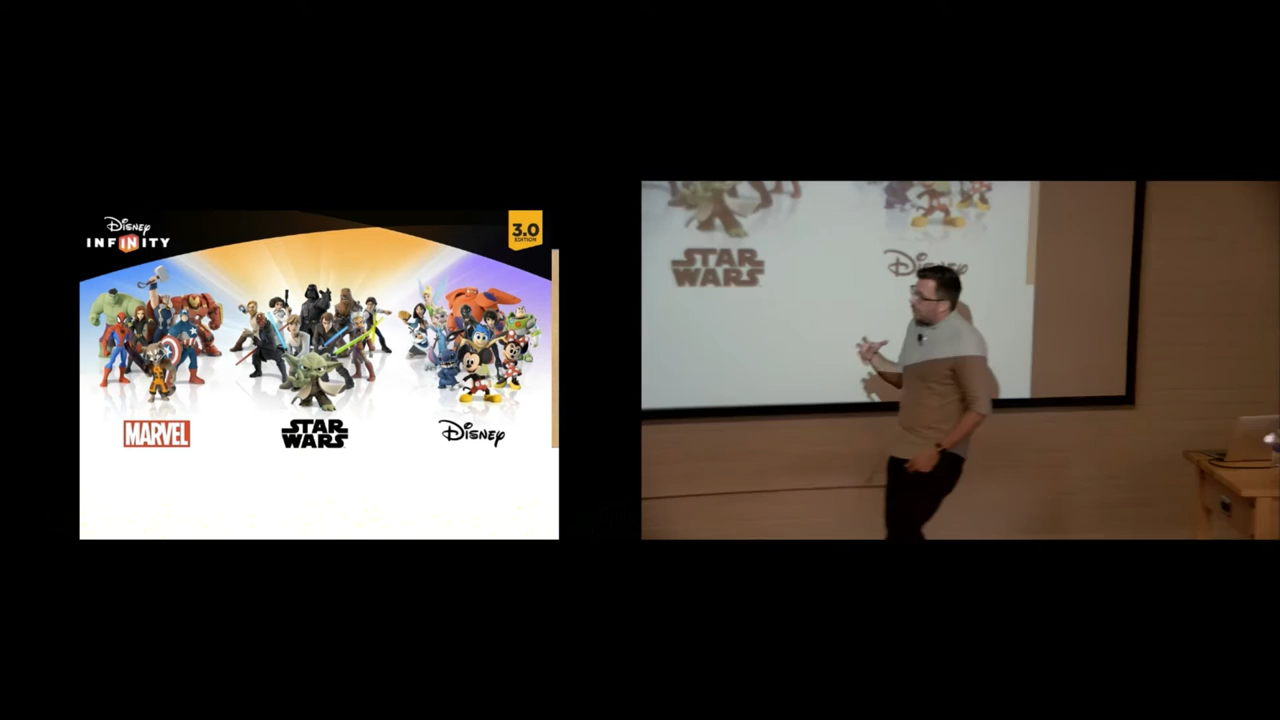 Disney
INFINITY
3.0
EDITION
MARVEL
STAR
WARS
Disney
STAR
WARS
Disney